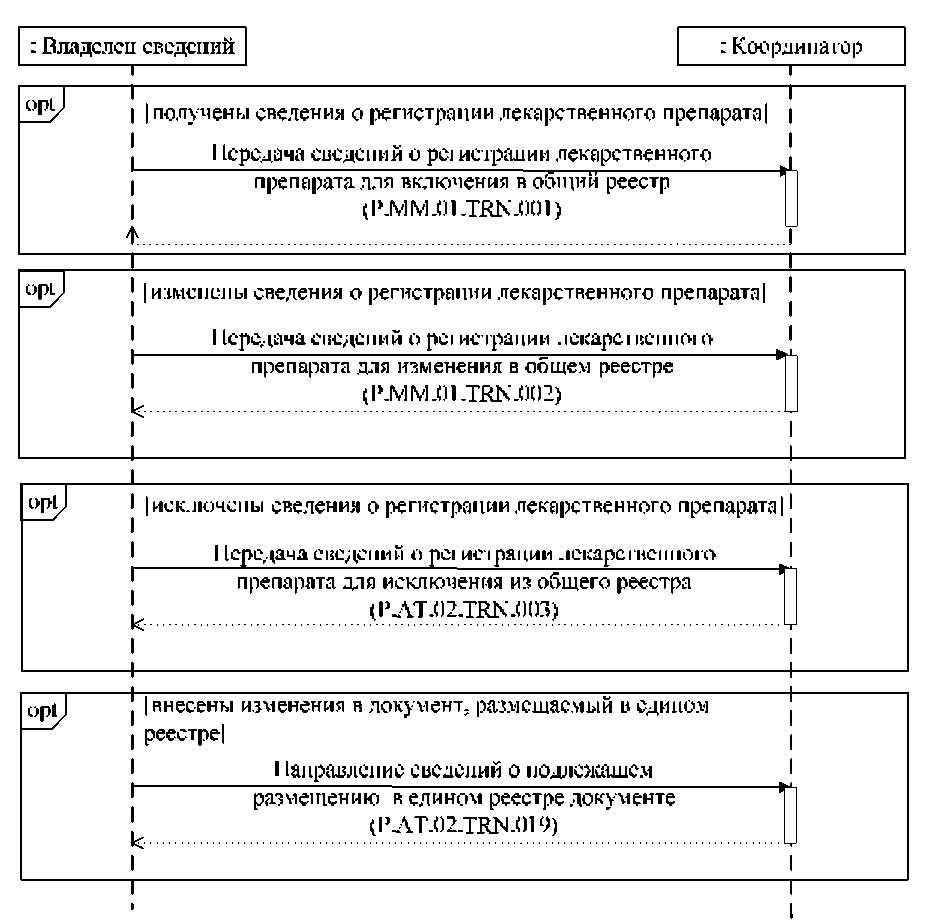 : Владелец сведений
: Координатор
opt
[получены сведения о регистрации лекарственного препарата]
Передача сведений о регистрации лекарственного
препарата для включения в общий реестр
(P.MM.01.TRN.001)
opt
[изменены сведения о регистрации лекарственного препарата]
Передача сведений о регистрации лекарственного
препарата для изменения в общем реестре
(P.MM.01.TRN.002)
opt
[исключены сведения о регистрации лекарственного препарата]
Передача сведений о регистрации лекарственного
препарата для исключения из общего реестра
(P.AT.02.TRN.003)
opt
[внесены изменения в документ, размещаемый в едином
реестре]
Направление сведений о подлежащем
размещению в едином реестре документе
(P.AT.02.TRN.019)